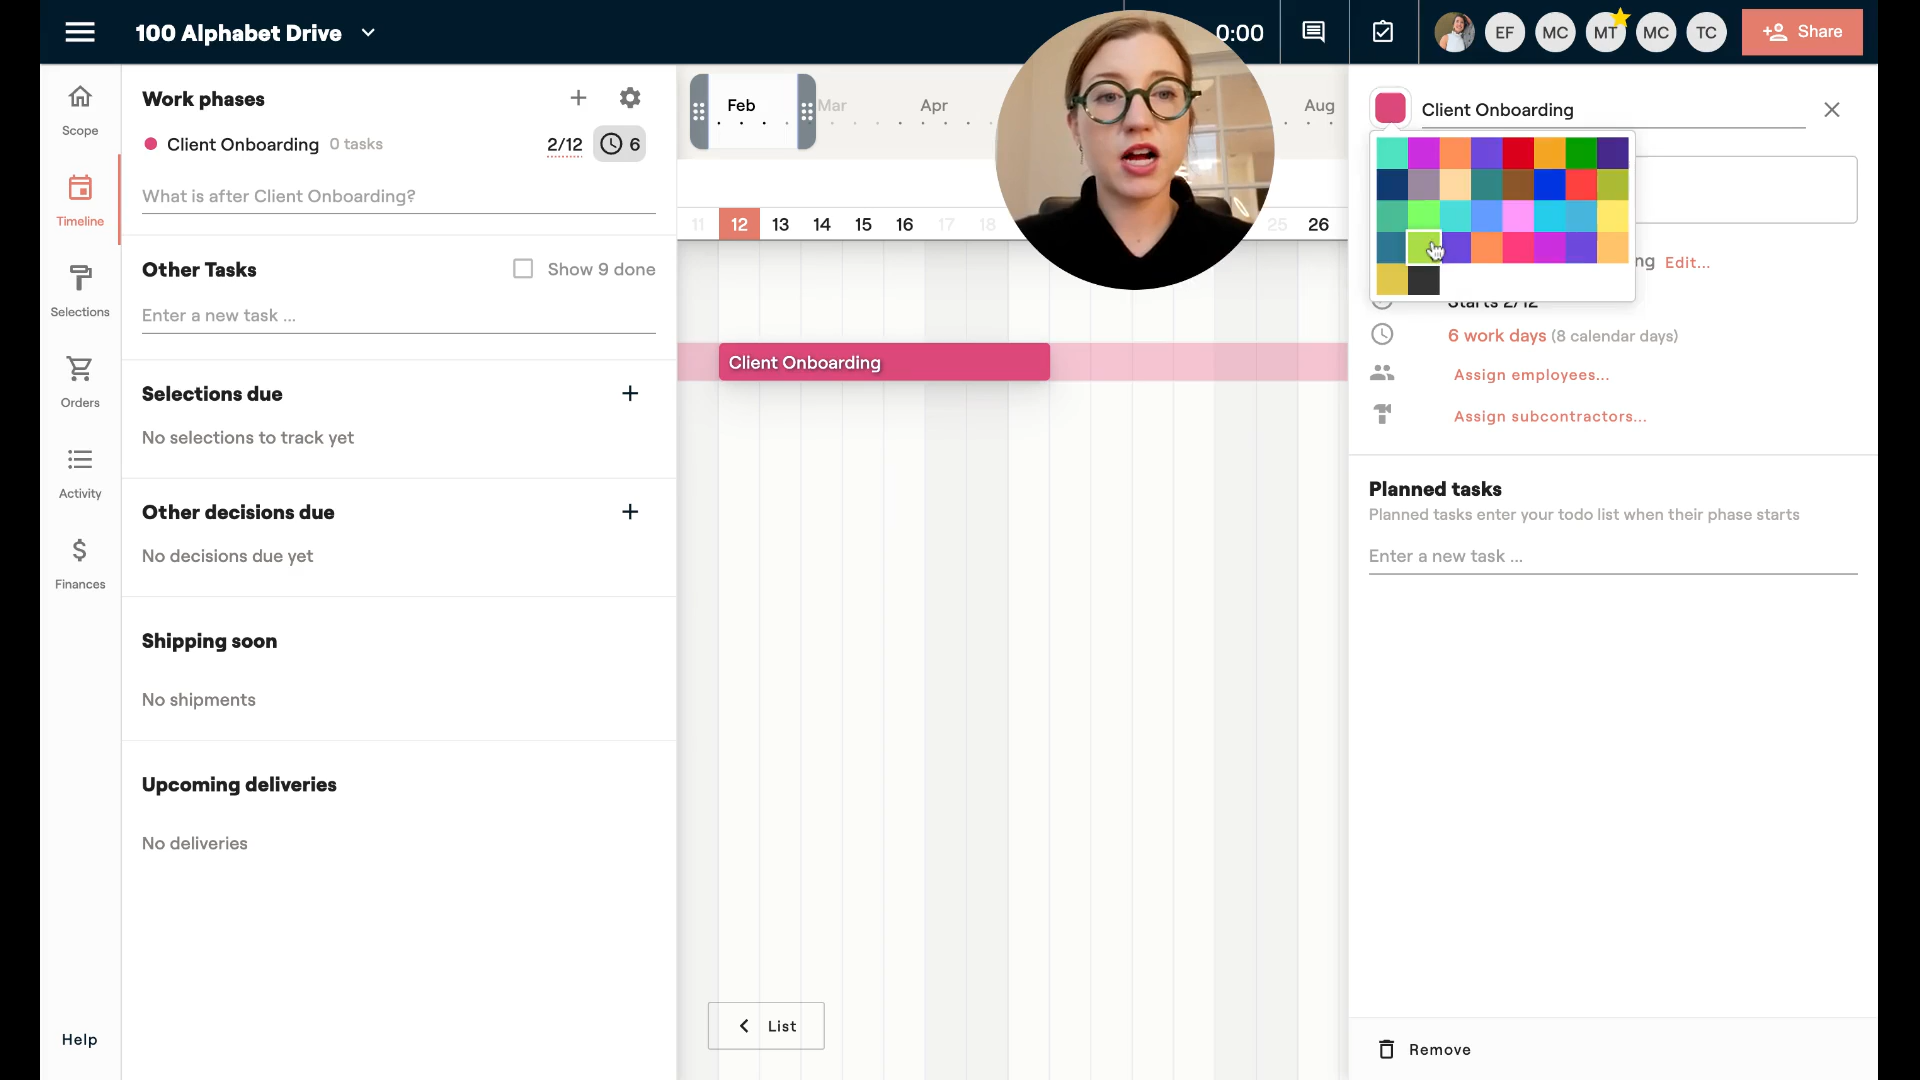 100 Alphabet Drive
0:00
EF
MC
MT
MC
TC
Share
Scope
Timeline
Selections
Orders
Activity
Finances
Help
Work phases
Client Onboarding 0 tasks 2/12 6
What is after Client Onboarding?
Other Tasks Show 9 done
Enter a new task ...
Selections due
No selections to track yet
Other decisions due
No decisions due yet
Shipping soon
No shipments
Upcoming deliveries
No deliveries
Feb Mar Apr Aug
11 12 13 14 15 16 17 18 25 26
Client Onboarding
List
Client Onboarding
ng Edit...
Starts 2/12
6 work days (8 calendar days)
Assign employees...
Assign subcontractors...
Planned tasks
Planned tasks enter your todo list when their phase starts
Enter a new task ...
Remove